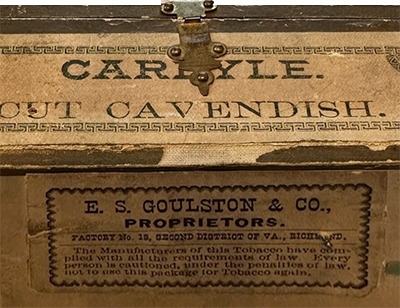 CARLYLE.
CUT CAVENDISH.
E. S. GOULSTON & CO.,
PROPRIETORS.
FACTORY No. 18, SECOND DISTRICT OF VA., RICHMOND.
The Manufacturers of this Tobacco have com-
plied with all the requirements of law. Every
person is cautioned, under the penalties of law,
not to use this package for Tobacco again.